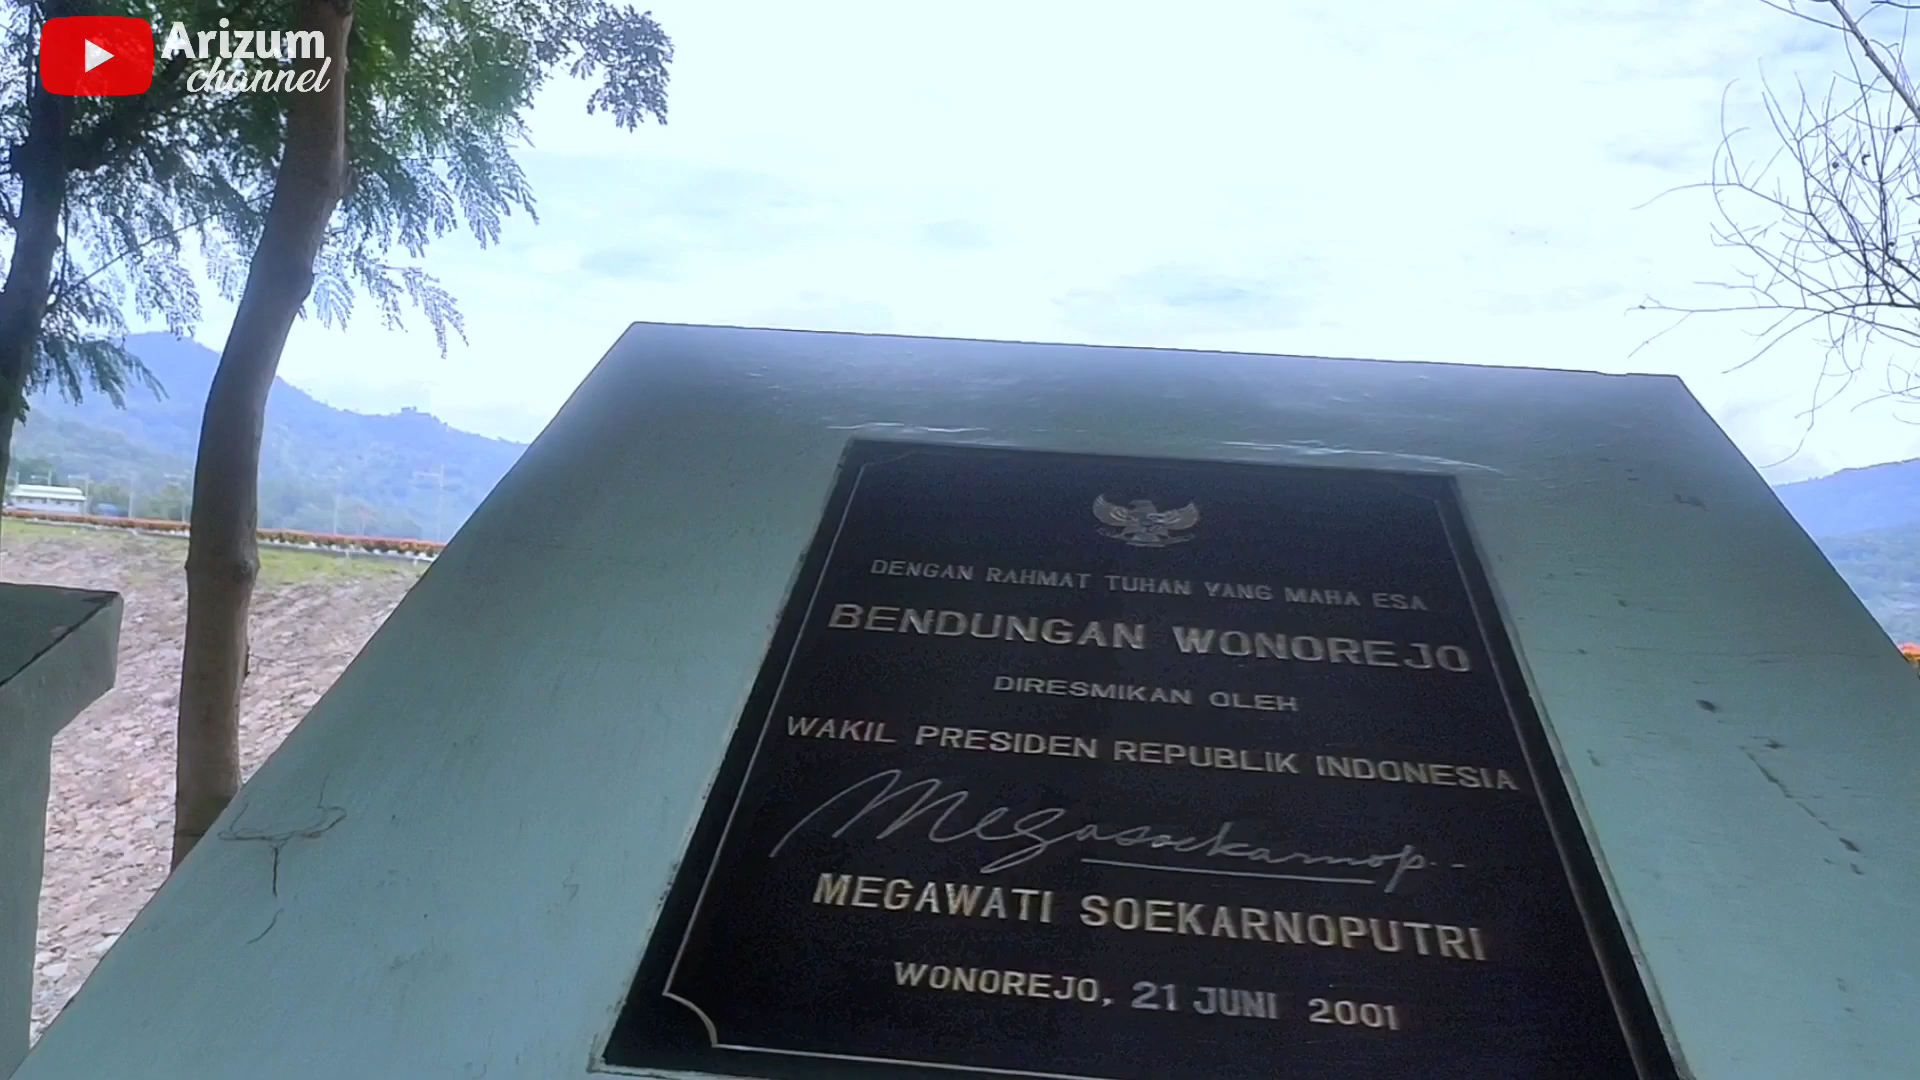 Arizum
channel
DENGAN RAHMAT TUHAN YANG MAHA ESA
BENDUNGAN WONOREJO
DIRESMIKAN OLEH
WAKIL PRESIDEN REPUBLIK INDONESIA
Megasoekarnop
MEGAWATI SOEKARNOPUTRI
WONOREJO, 21 JUNI 2001